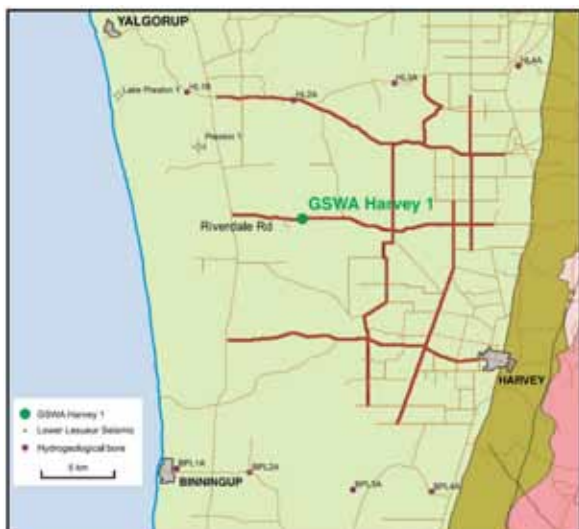 YALGORUP
Lake Preston 1
HL1B
HL2A
HL3A
HL4A
Preston 1
GSWA Harvey 1
Riverdale Rd
HARVEY
GSWA Harvey 1
Lower Lesueur Seismic
Hydrogeological bore
5 km
BPL1A
BINNINGUP
BPL2A
BPL3A
BPL4A